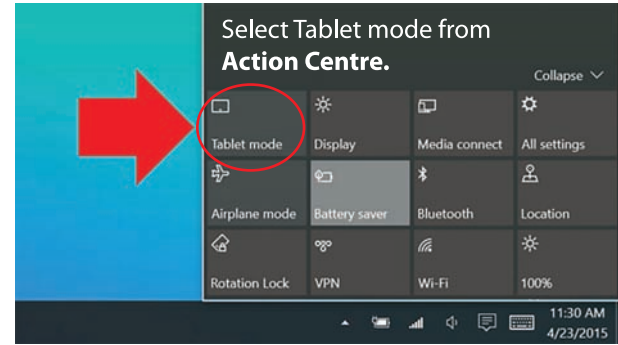 Select Tablet mode from
Action Centre.
Collapse
Tablet mode Display Media connect All settings
Airplane mode Battery saver Bluetooth Location
Rotation Lock VPN Wi-Fi 100%
11:30 AM
4/23/2015